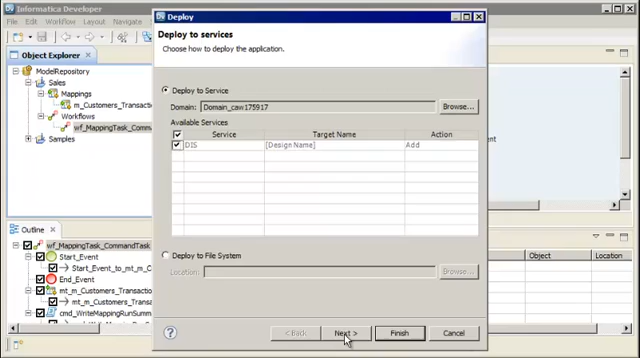 Informatica Developer
File Edit
Workflow Layout Navigate
Object Explorer
ModelRepository
Sales
Mappings
m_Customers_Transactio
Workflows
wf_MappingTask_Comma
Samples
Deploy
Deploy to services
Choose how to deploy the application.
Deploy to Service
Domain: Domain_caw175917 Browse...
Available Services
Service Target Name Action
DIS [Design Name] Add
Deploy to File System
Location: Browse...
< Back Next > Finish Cancel
Outline
wf_MappingTask_CommandTask
Start_Event
Start_Event_to_mt_m_C
End_Event
mt_m_Customers_Transactio
mt_m_Customers_Transa
cmd_WriteMappingRunSumm
ent
Object Location